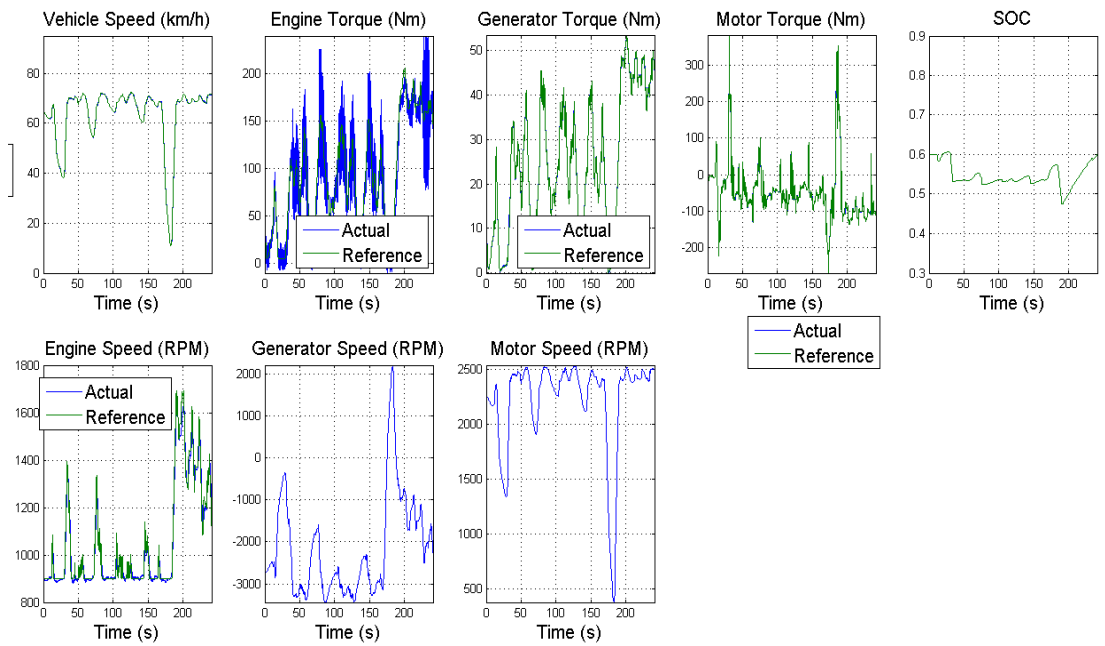 Vehicle Speed (km/h)
80
60
40
20
0
0 50 100 150 200
Time (s)
Engine Torque (Nm)
200
150
100
50
0
Actual
Reference
0 50 100 150 200
Time (s)
Generator Torque (Nm)
50
40
30
20
10
0
Actual
Reference
0 50 100 150 200
Time (s)
Motor Torque (Nm)
300
200
100
0
-100
-200
0 50 100 150 200
Time (s)
Actual
Reference
SOC
0.9
0.8
0.7
0.6
0.5
0.4
0.3
0 50 100 150 200
Time (s)
Engine Speed (RPM)
1800
Actual
Reference
1400
1200
1000
800
0 50 100 150 200
Time (s)
Generator Speed (RPM)
2000
1000
0
-1000
-2000
-3000
0 50 100 150 200
Time (s)
Motor Speed (RPM)
2500
2000
1500
1000
500
0 50 100 150 200
Time (s)